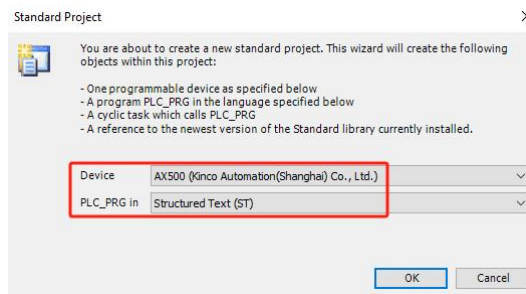 Standard Project
You are about to create a new standard project. This wizard will create the following
objects within this project:
- One programmable device as specified below
- A program PLC_PRG in the language specified below
- A cyclic task which calls PLC_PRG
- A reference to the newest version of the Standard library currently installed.
Device AX500 (Kinco Automation(Shanghai) Co., Ltd.)
PLC_PRG in Structured Text (ST)
OK Cancel